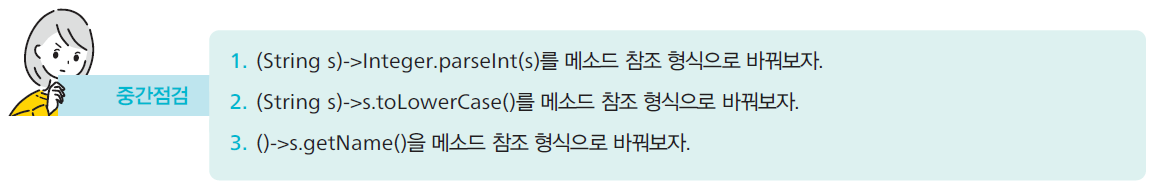 중간점검
1. (String s)->Integer.parseInt(s)를 메소드 참조 형식으로 바꿔보자.
2. (String s)->s.toLowerCase()를 메소드 참조 형식으로 바꿔보자.
3. ()->s.getName()을 메소드 참조 형식으로 바꿔보자.